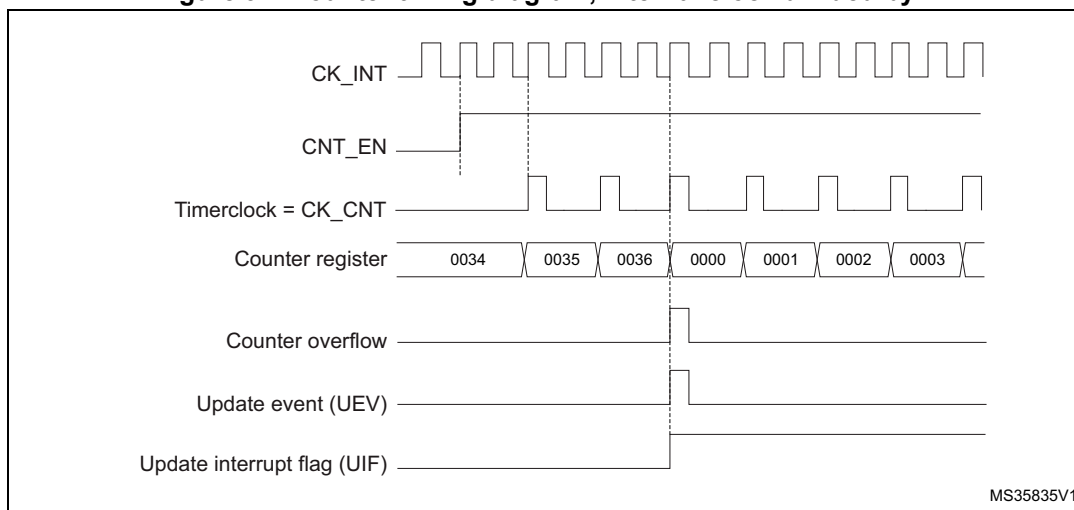 CK_INT
CNT_EN
Timerclock = CK_CNT
Counter register 0034 0035 0036 0000 0001 0002 0003
Counter overflow
Update event (UEV)
Update interrupt flag (UIF)
MS35835V1